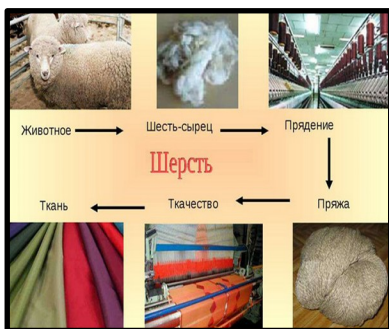 Животное
Шесть-сырец
Прядение
Шерсть
Ткань
Ткачество
Пряжа